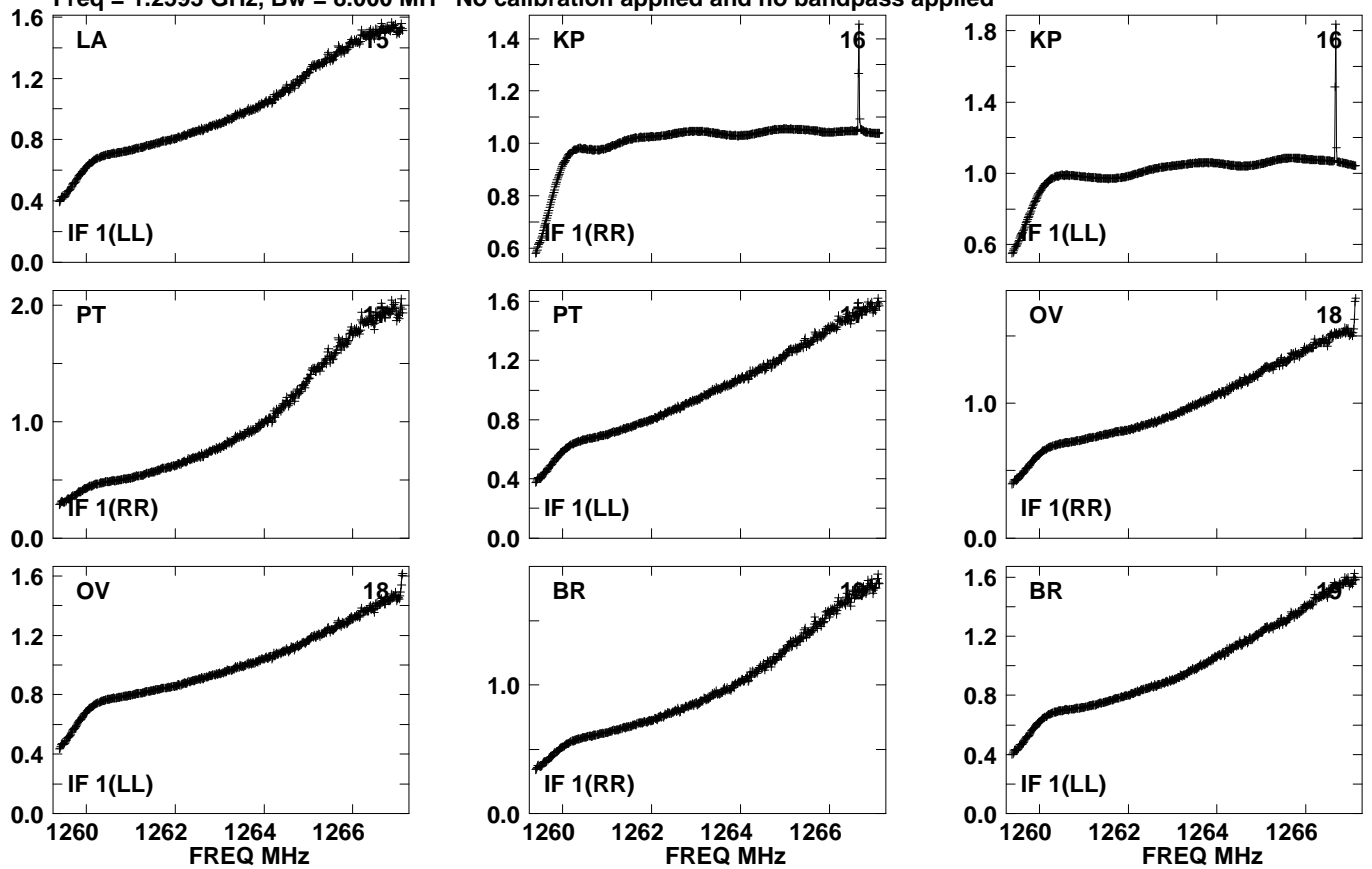 Freq = 1.2593 GHz, Bw = 8.000 MH No calibration applied and no bandpass applied
1.6 LA 15
1.2
0.8
0.4
0.0 IF 1(LL)
1.4 KP 16
1.2
1.0
0.8
0.6 IF 1(RR)
1.8 KP 16
1.4
1.0
0.6 IF 1(LL)
2.0 PT
1.0
0.0 IF 1(RR)
1.6 PT
1.2
0.8
0.4
0.0 IF 1(LL)
OV 18
1.0
0.0 IF 1(RR)
1.6 OV 18
1.2
0.8
0.4
0.0 IF 1(LL)
1260 1262 1264 1266
FREQ MHz
BR
1.0
0.0 IF 1(RR)
1260 1262 1264 1266
FREQ MHz
1.6 BR 19
1.2
0.8
0.4
0.0 IF 1(LL)
1260 1262 1264 1266
FREQ MHz